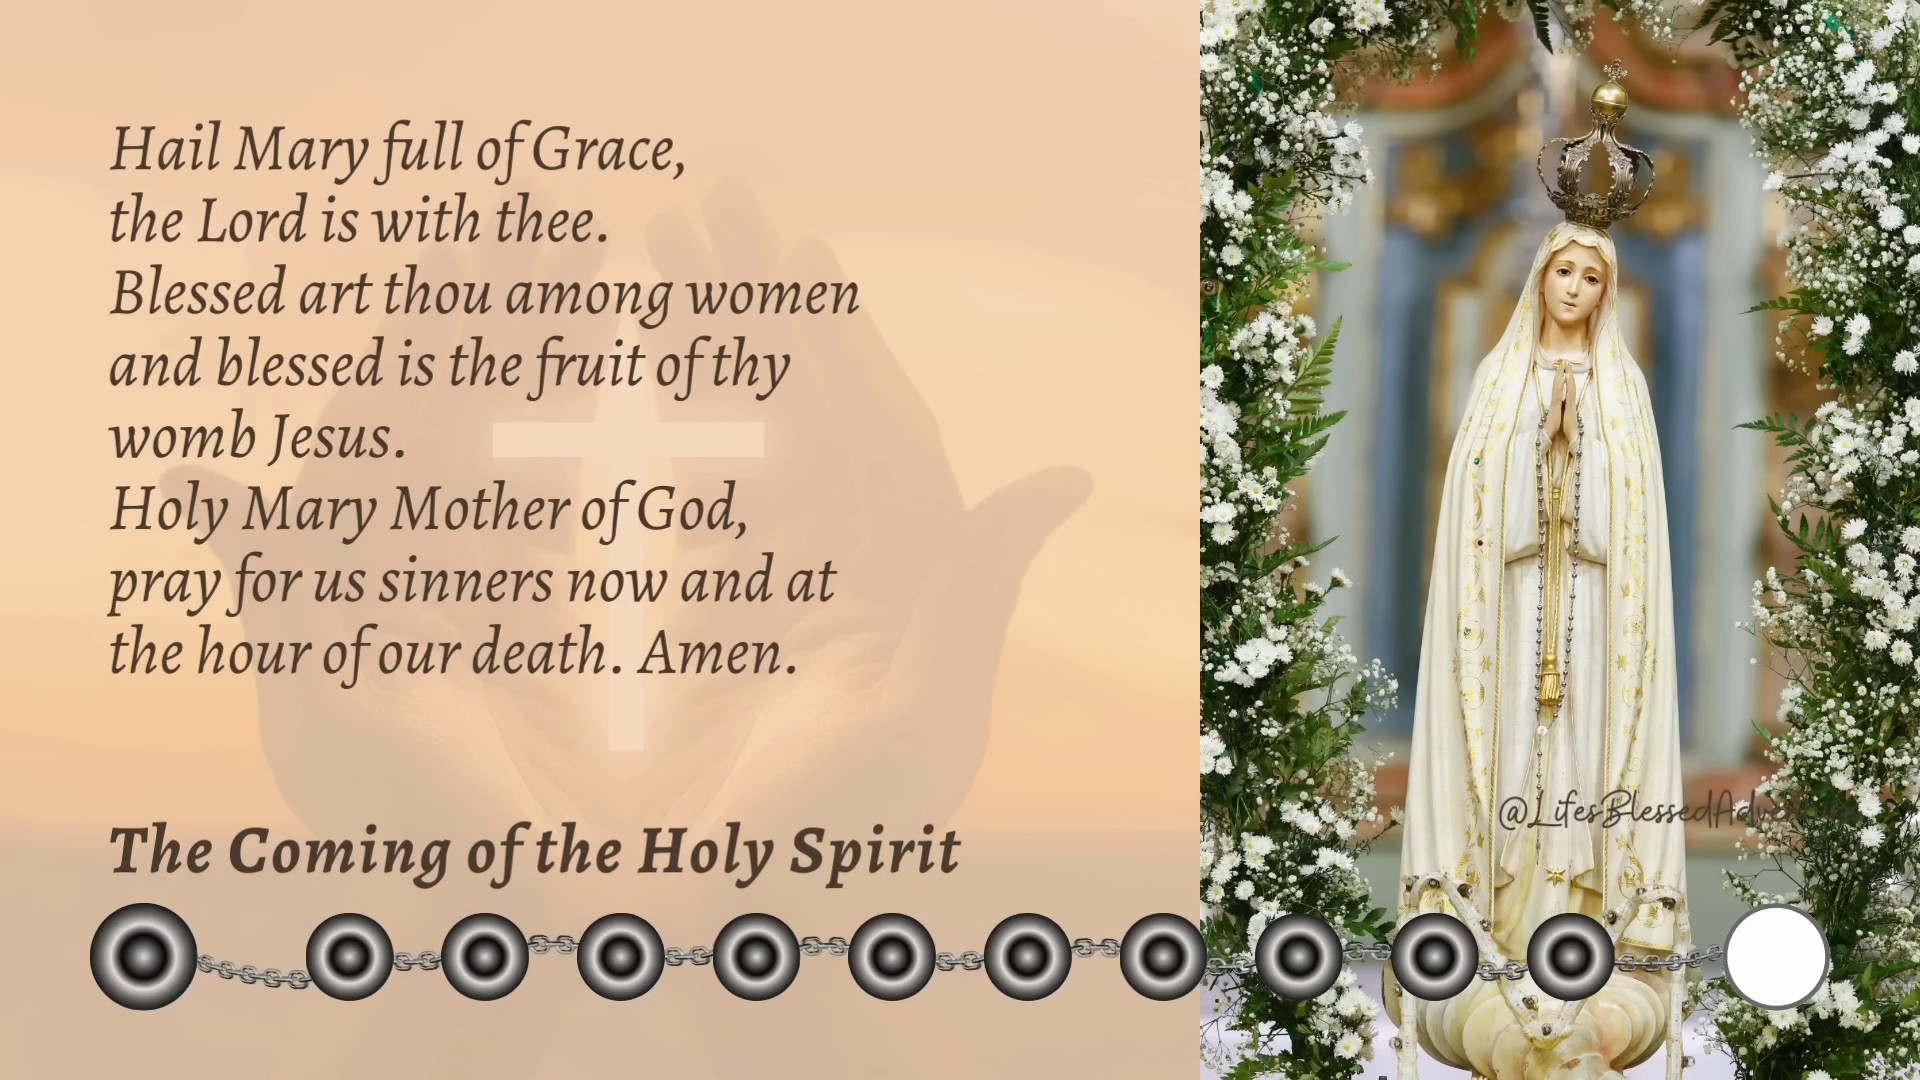 Hail Mary full of Grace,
the Lord is with thee.
Blessed art thou among women
and blessed is the fruit of thy
womb Jesus.
Holy Mary Mother of God,
pray for us sinners now and at
the hour of our death. Amen.
The Coming of the Holy Spirit